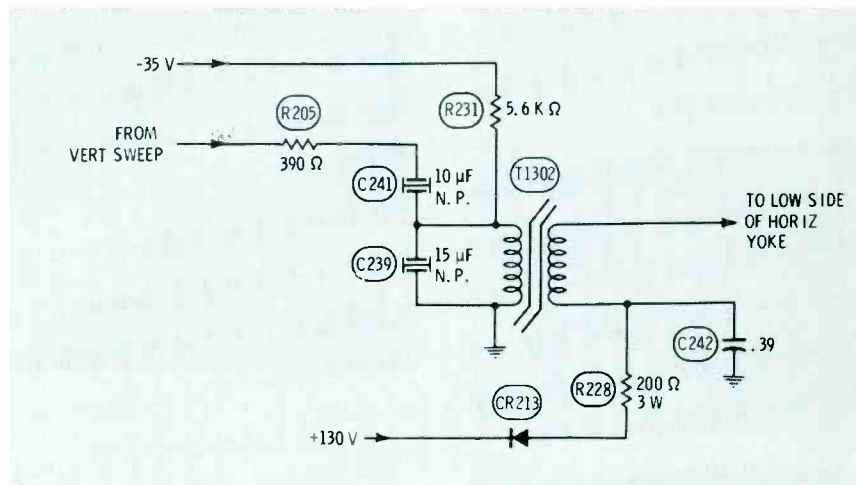 -35 V
R205
R231
5.6 K Ω
FROM
VERT SWEEP
390 Ω
T1302
C241
10 µF
N. P.
TO LOW SIDE
OF HORIZ
YOKE
C239
15 µF
N. P.
C242
.39
R228
200 Ω
3 W
CR213
+130 V